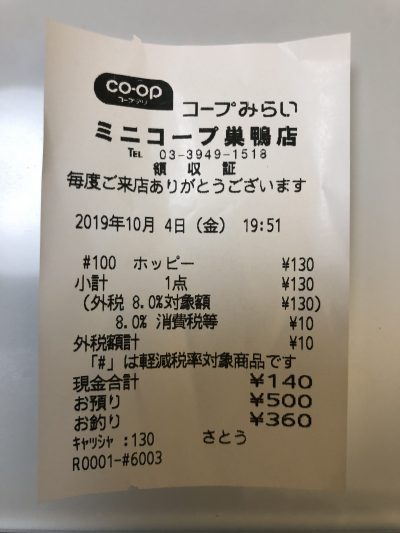 co-op
コープデリ
コープみらい
ミニコープ巣鴨店
TEL 03-3949-1518
領収証
毎度ご来店ありがとうございます
2019年10月 4日（金） 19:51
#100 ホッピー ¥130
小計 1点 ¥130
（外税 8.0%対象額 ¥130）
8.0% 消費税等 ¥10
外税額計 ¥10
「#」は軽減税率対象商品です
現金合計 ¥140
お預り ¥500
お釣り ¥360
ｷｬｯｼｬ :130 さとう
R0001-#6003